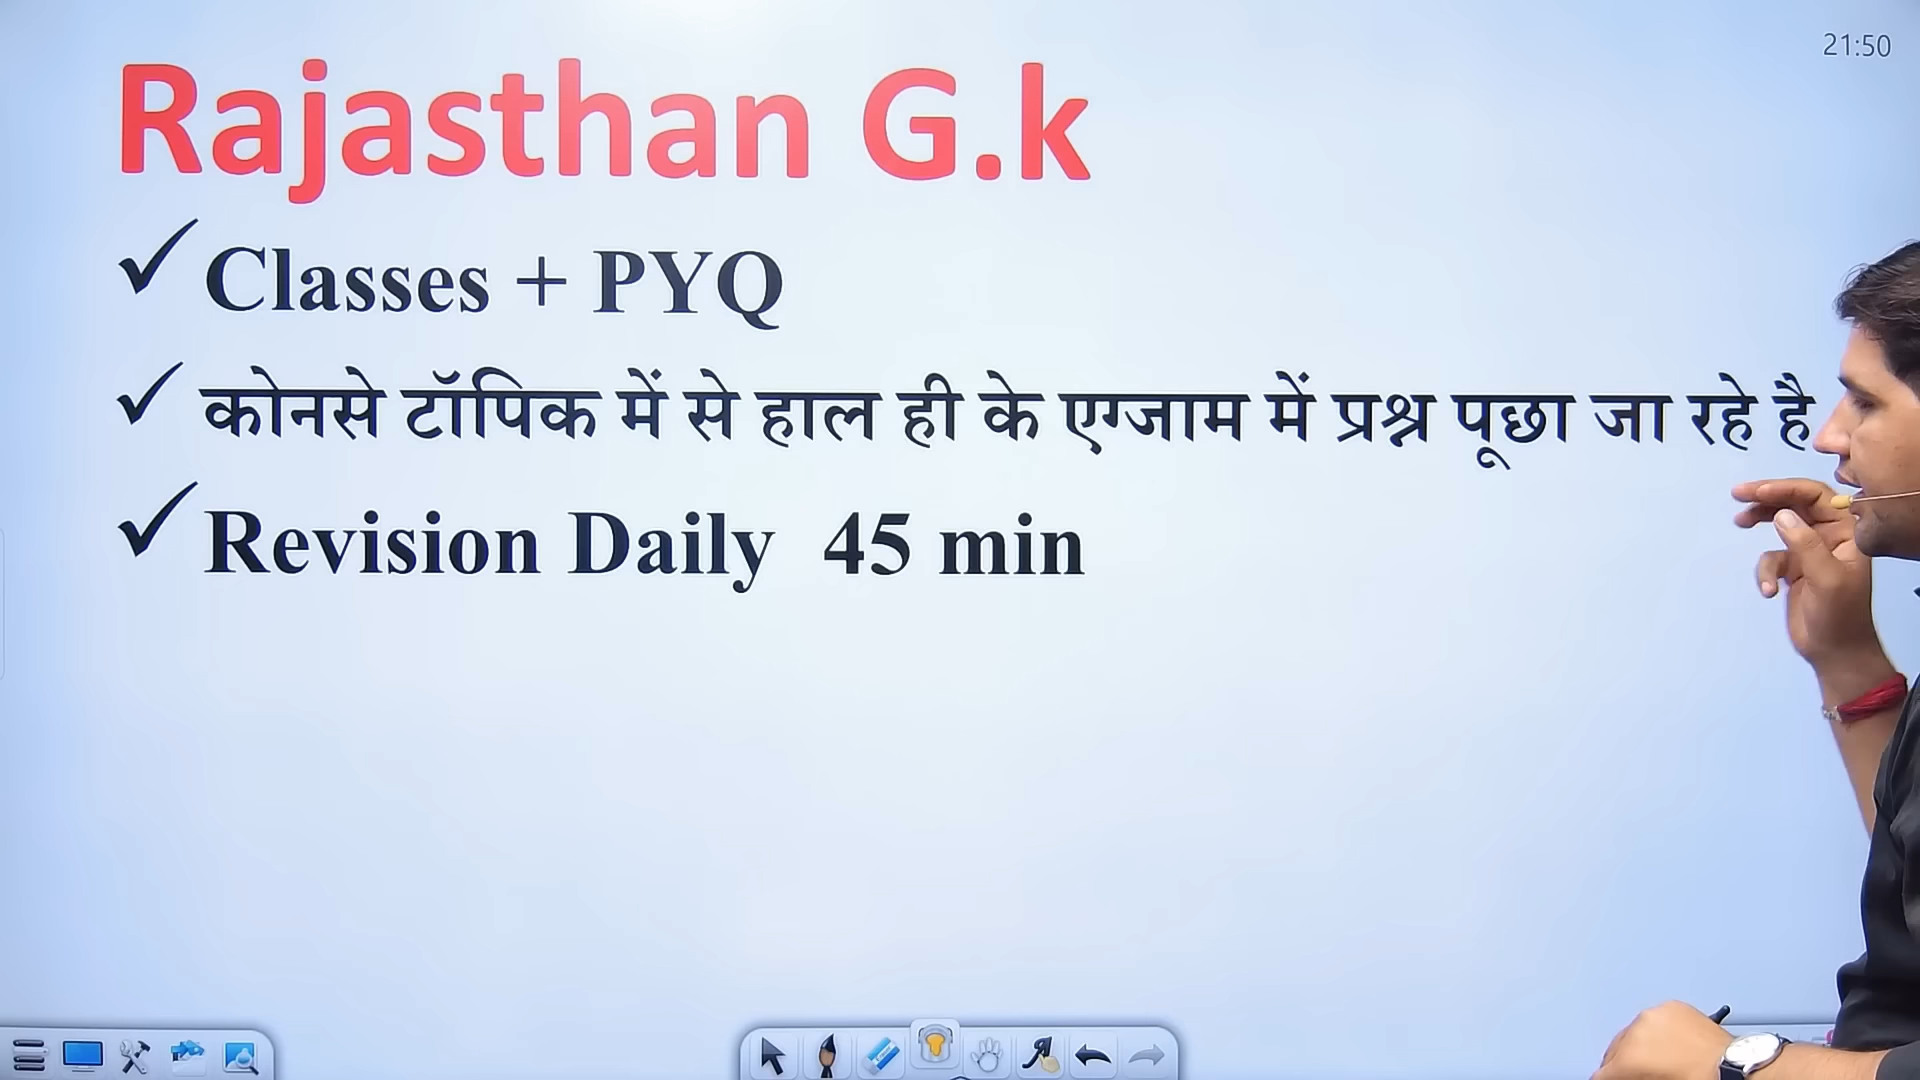 21:50
Rajasthan G.k
✓ Classes + PYQ
✓ कोनसे टॉपिक में से हाल ही के एग्जाम में प्रश्न पूछा जा रहे है
✓ Revision Daily 45 min